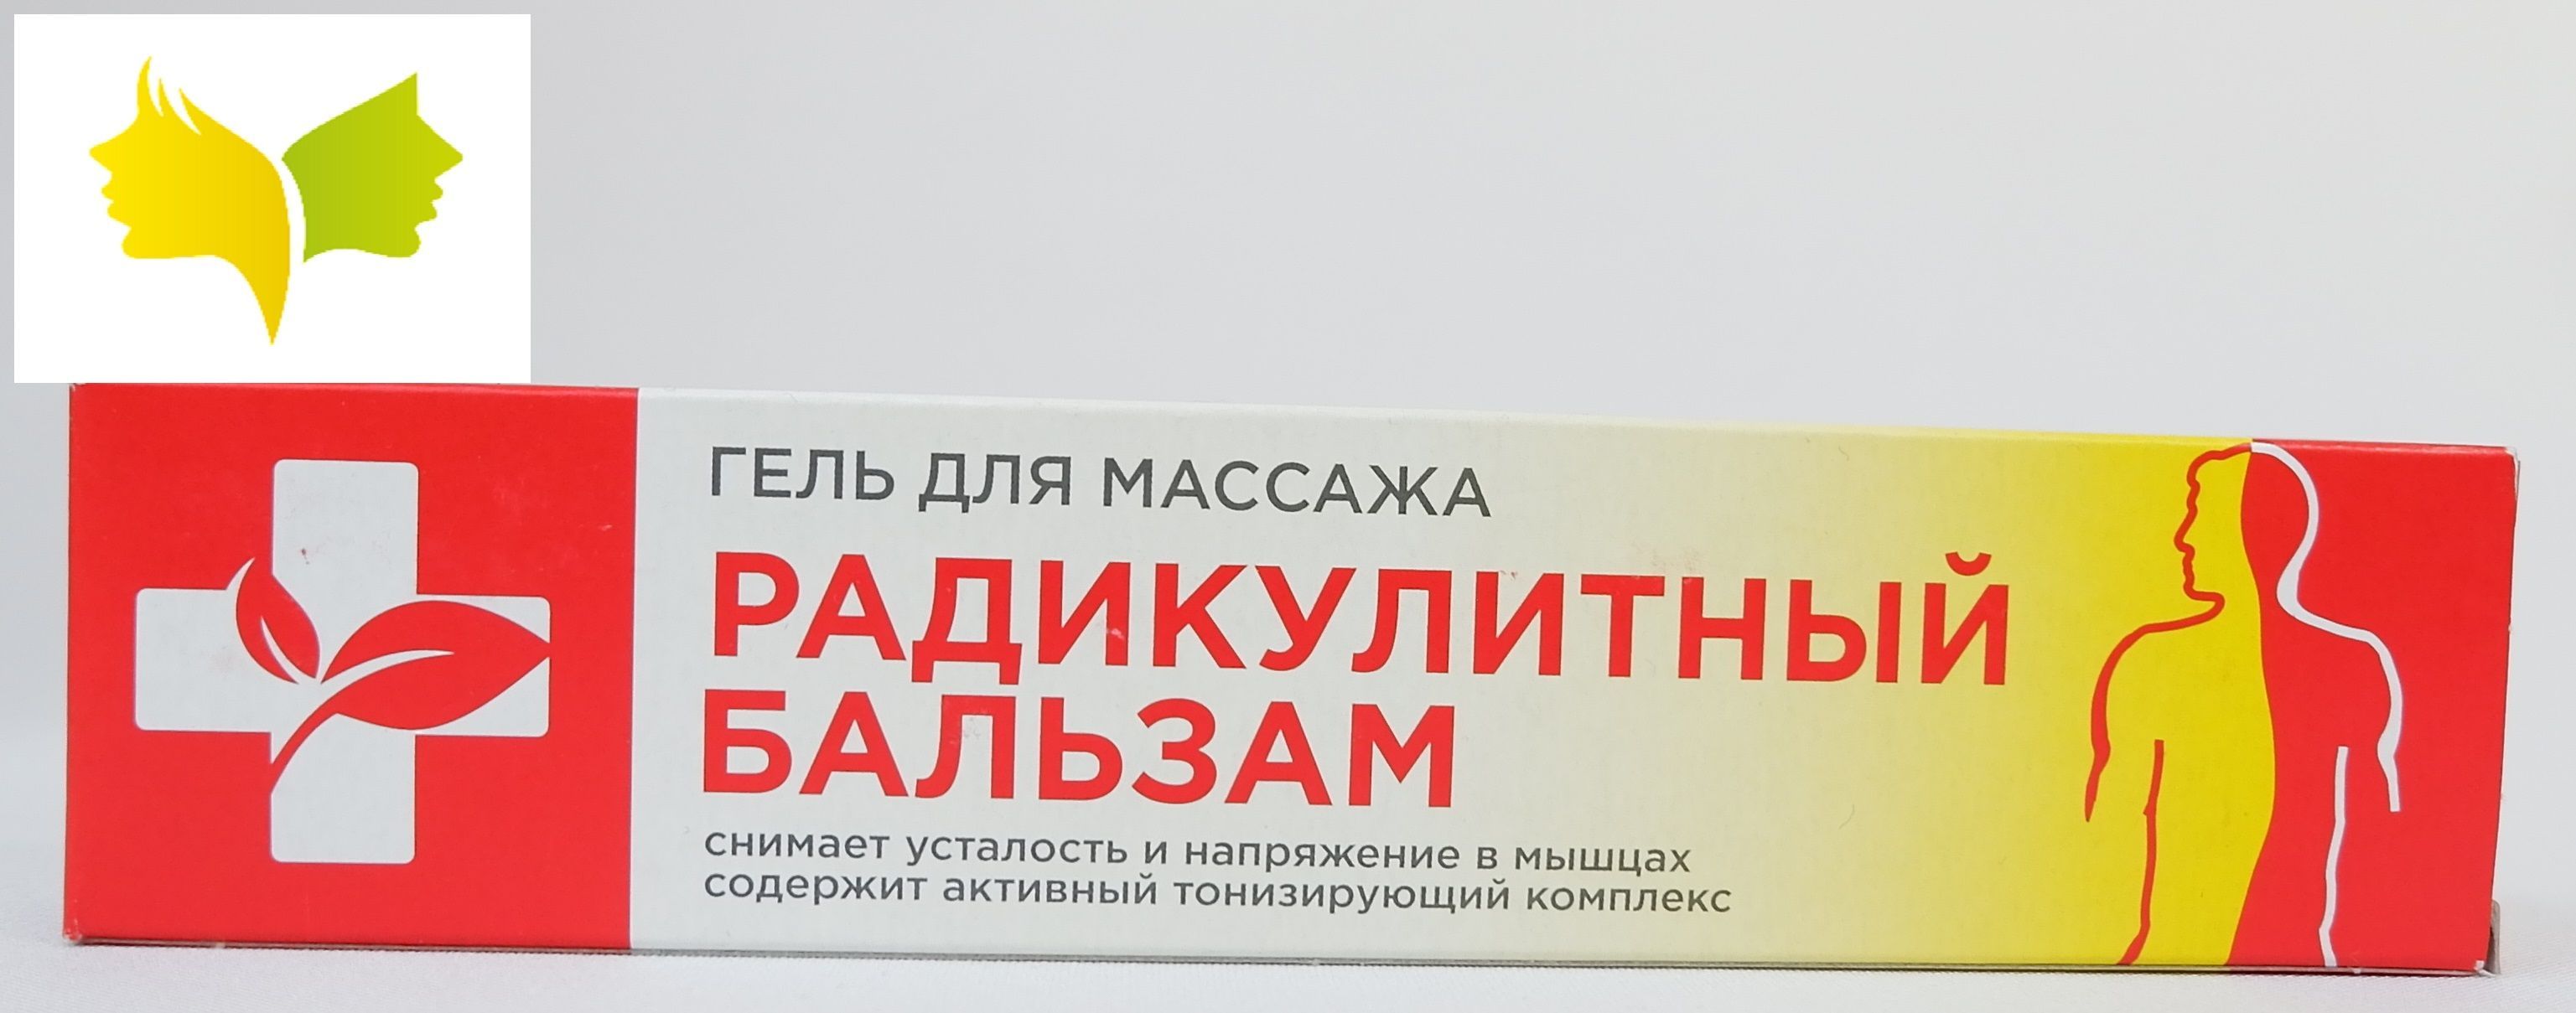 ГЕЛЬ ДЛЯ МАССАЖА
РАДИКУЛИТНЫЙ
БАЛЬЗАМ
снимает усталость и напряжение в мышцах
содержит активный тонизирующий комплекс